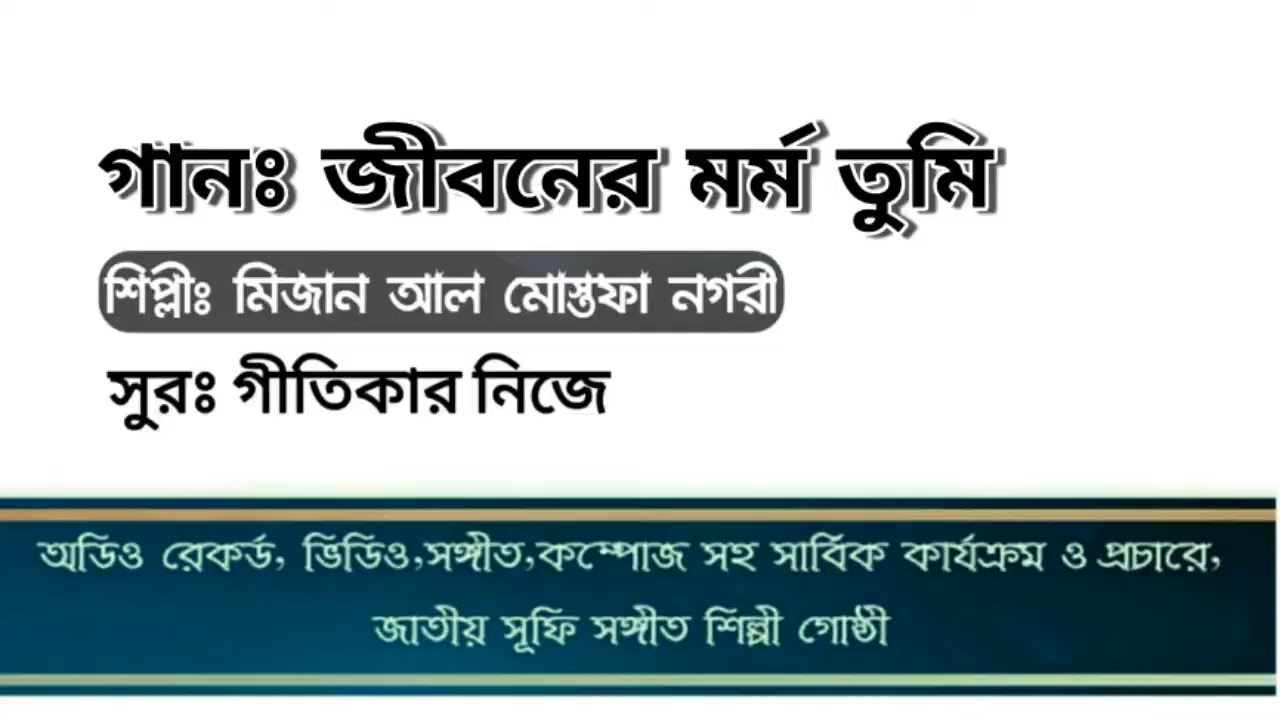 গানঃ জীবনের মর্ম তুমি
শিপ্লীঃ মিজান আল মোস্তফা নগরী
সুরঃ গীতিকার নিজে
অডিও রেকর্ড, ভিডিও,সঙ্গীত,কম্পোজ সহ সার্বিক কার্যক্রম ও প্রচারে,
জাতীয় সূফি সঙ্গীত শিল্পী গোষ্ঠী